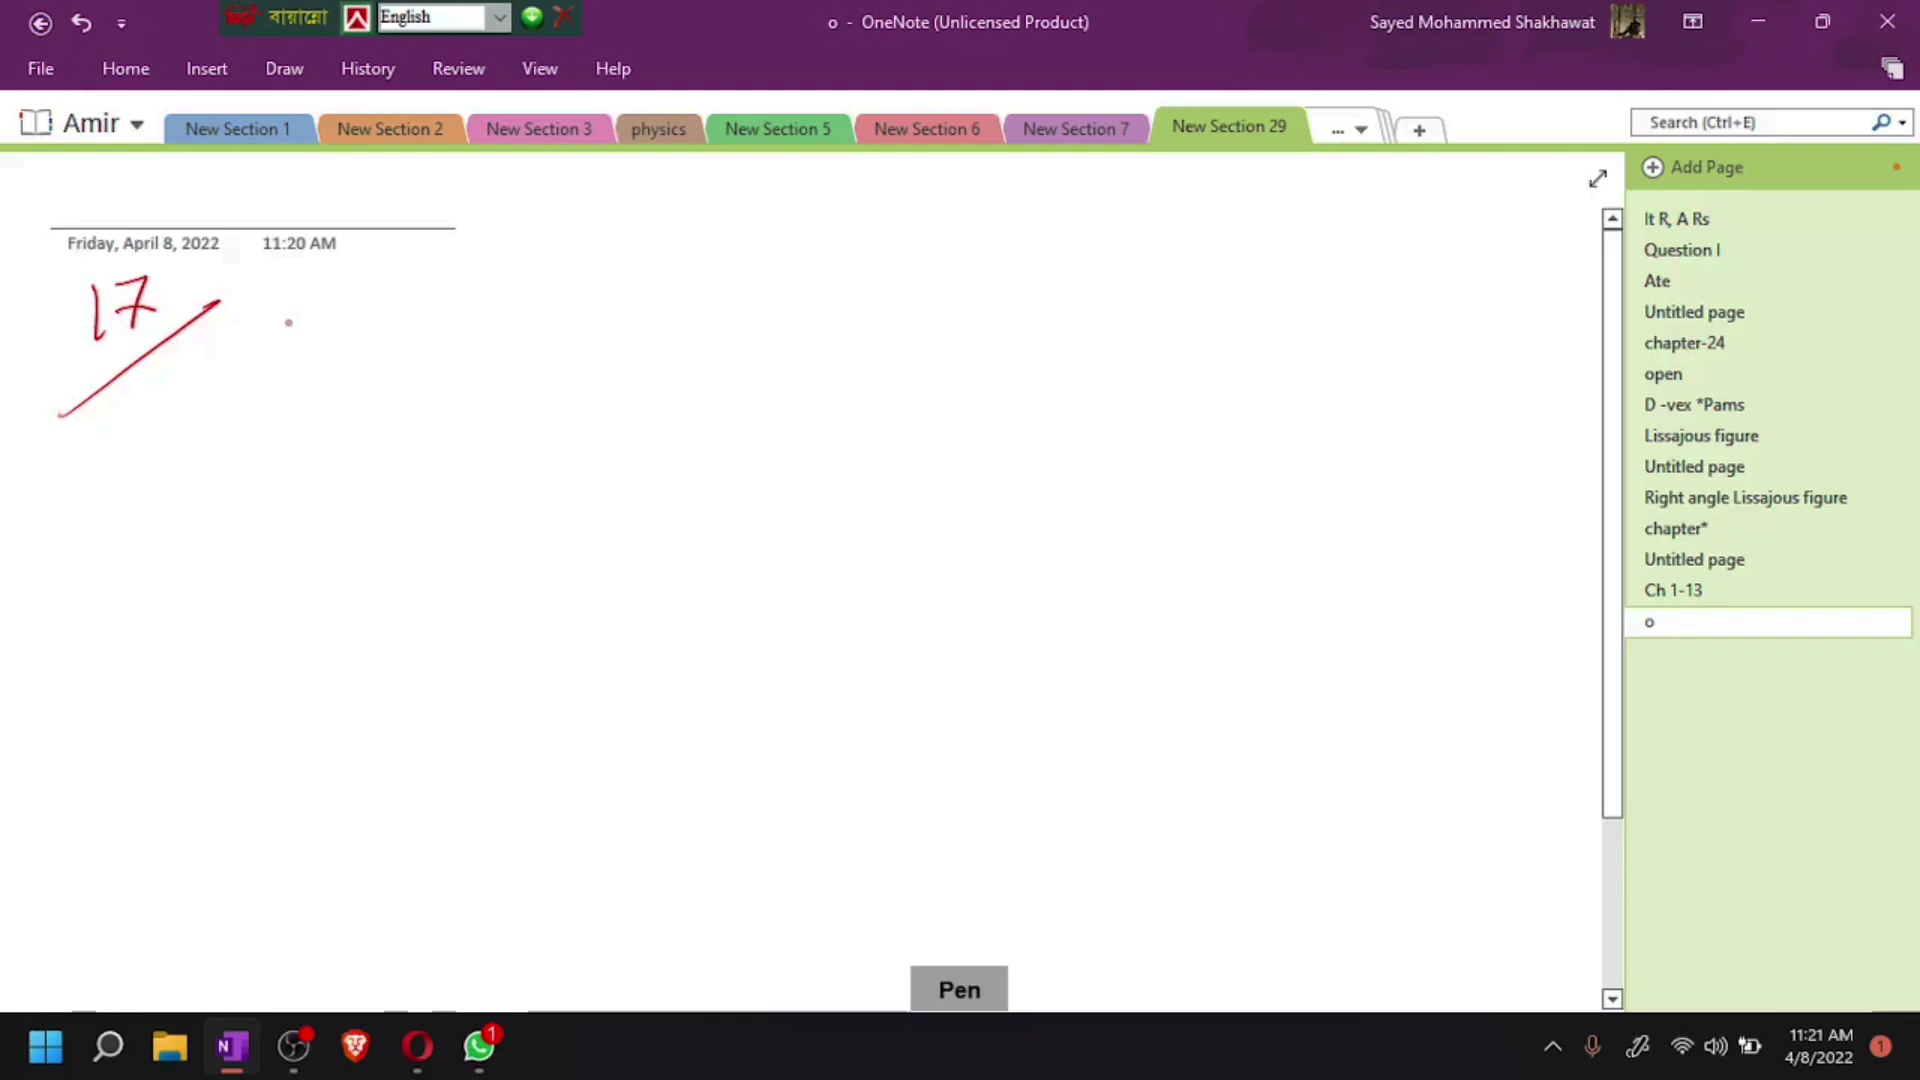 বায়ান্নো English o - OneNote (Unlicensed Product) Sayed Mohammed Shakhawat
File Home Insert Draw History Review View Help
Amir New Section 1 New Section 2 New Section 3 physics New Section 5 New Section 6 New Section 7 New Section 29 ... + Search (Ctrl+E)
Add Page
Friday, April 8, 2022 11:20 AM
17
It R, A Rs
Question I
Ate
Untitled page
chapter-24
open
D -vex *Pams
Lissajous figure
Untitled page
Right angle Lissajous figure
chapter*
Untitled page
Ch 1-13
o
Pen
N 1 11:21 AM 1
4/8/2022